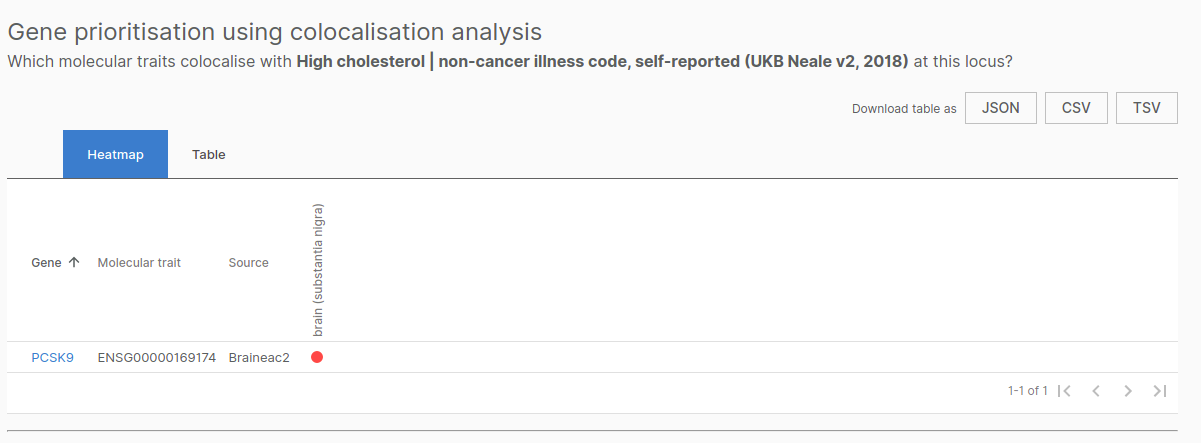 Gene prioritisation using colocalisation analysis
Which molecular traits colocalise with High cholesterol | non-cancer illness code, self-reported (UKB Neale v2, 2018) at this locus?
Download table as JSON CSV TSV
Heatmap Table
Gene Molecular trait Source brain (substantia nigra)
PCSK9 ENSG00000169174 Braineac2
1-1 of 1